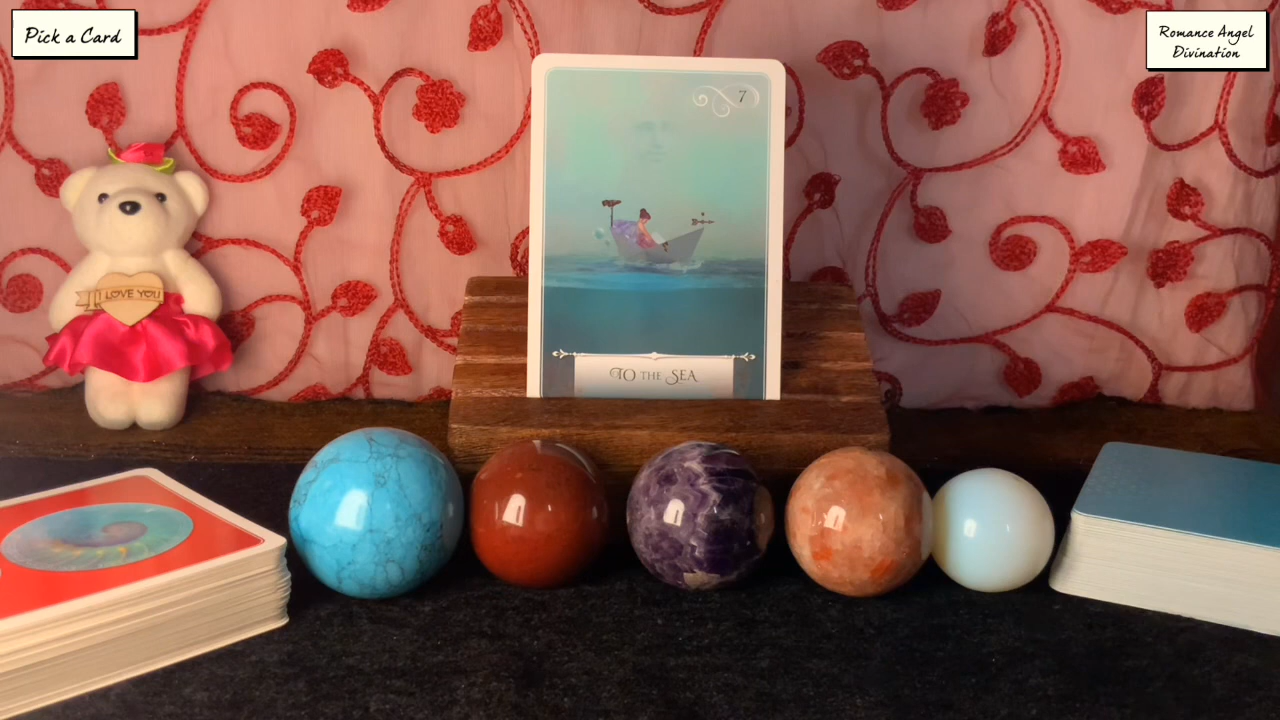 Pick a Card
Romance Angel
Divination
7
I LOVE YOU
TO THE SEA